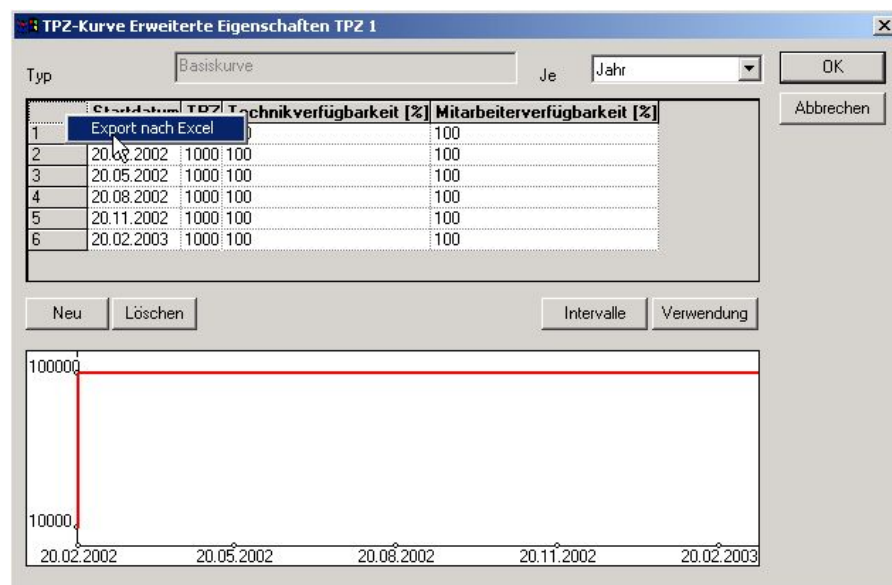 TPZ-Kurve Erweiterte Eigenschaften TPZ 1
Typ Basiskurve Je Jahr OK
Abbrechen
Startdatum TPZ Technikverfügbarkeit [%] Mitarbeiterverfügbarkeit [%]
Export nach Excel
1 100
2 2002 1000 100 100
3 20.05.2002 1000 100 100
4 20.08.2002 1000 100 100
5 20.11.2002 1000 100 100
6 20.02.2003 1000 100 100
Neu Löschen Intervalle Verwendung
100000
10000
20.02.2002 20.05.2002 20.08.2002 20.11.2002 20.02.2003